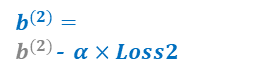 b⁽²⁾ =
b⁽²⁾ - α × Loss2